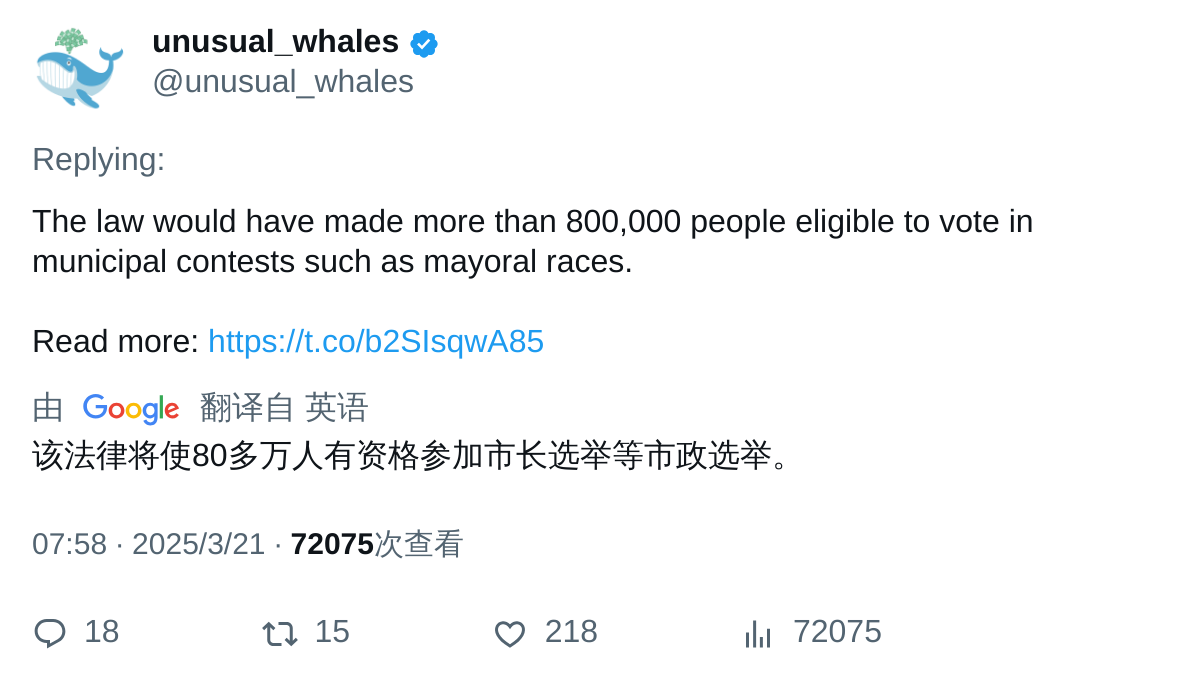 unusual_whales
@unusual_whales
Replying:
The law would have made more than 800,000 people eligible to vote in
municipal contests such as mayoral races.
Read more: https://t.co/b2SIsqwA85
由 Google 翻译自 英语
该法律将使80多万人有资格参加市长选举等市政选举。
07:58 · 2025/3/21 · 72075次查看
18 15 218 72075